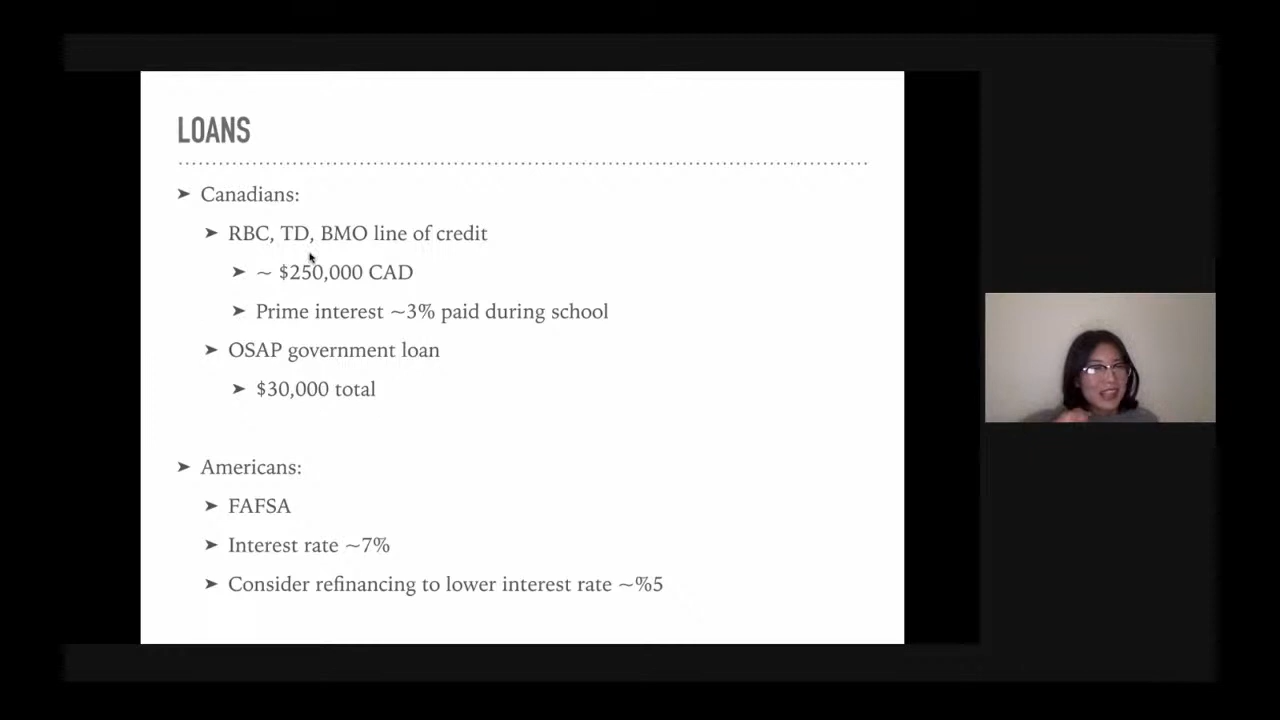 LOANS
➤ Canadians:
➤ RBC, TD, BMO line of credit
➤ ~ $250,000 CAD
➤ Prime interest ~3% paid during school
➤ OSAP government loan
➤ $30,000 total
➤ Americans:
➤ FAFSA
➤ Interest rate ~7%
➤ Consider refinancing to lower interest rate ~%5